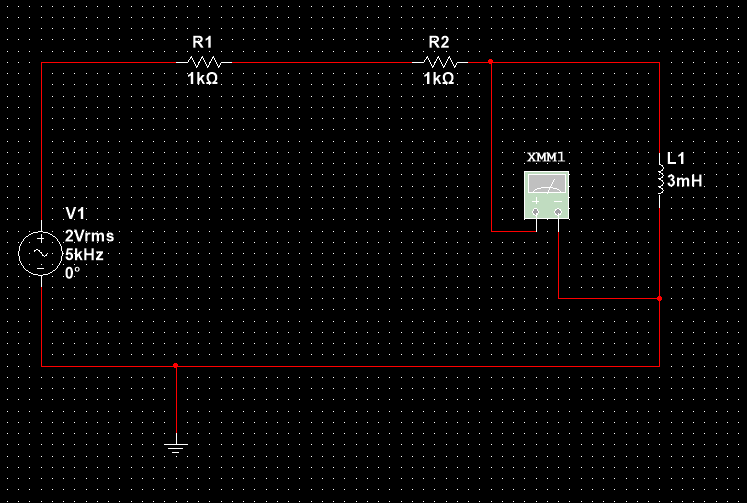 R1
1kΩ
R2
1kΩ
XMM1
L1
3mH
V1
2Vrms
5kHz
0°